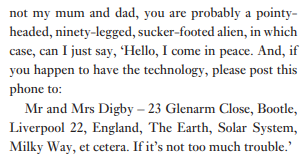 not my mum and dad, you are probably a pointy-
headed, ninety-legged, sucker-footed alien, in which
case, can I just say, ‘Hello, I come in peace. And, if
you happen to have the technology, please post this
phone to:
Mr and Mrs Digby – 23 Glenarm Close, Bootle,
Liverpool 22, England, The Earth, Solar System,
Milky Way, et cetera. If it’s not too much trouble.’